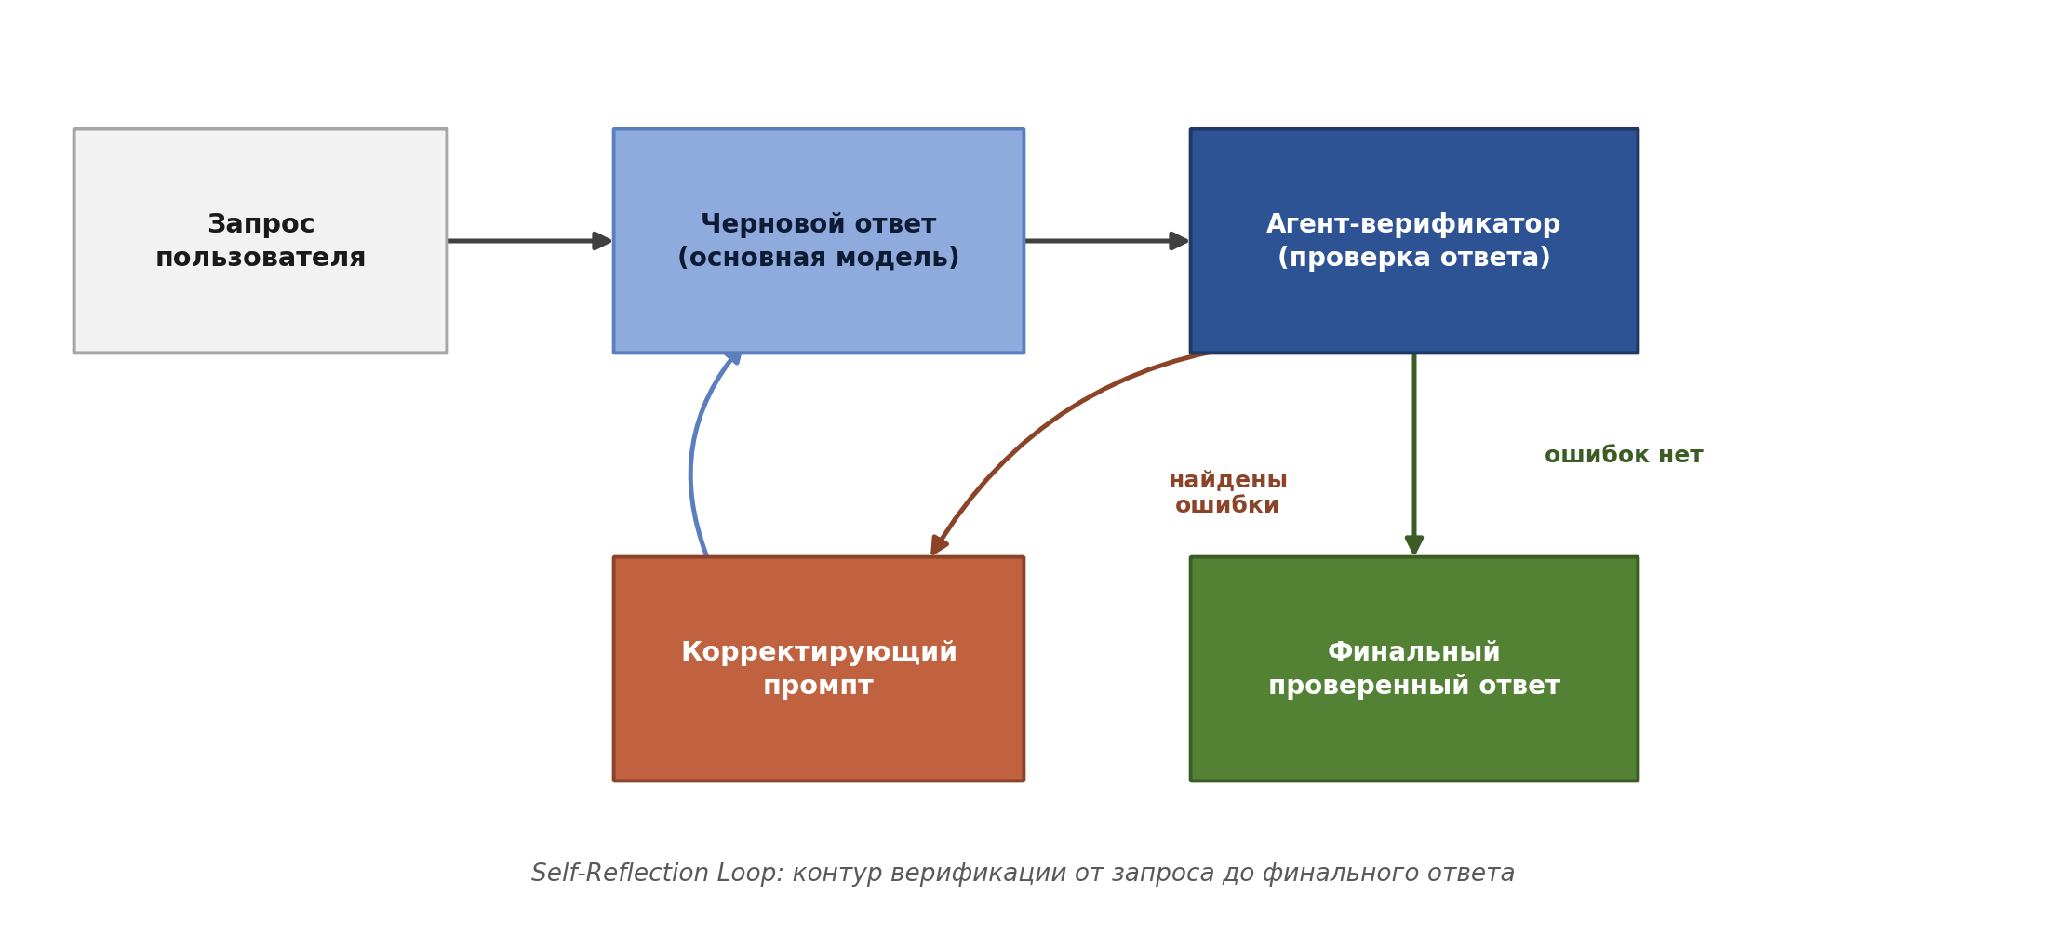 Запрос
пользователя
Черновой ответ
(основная модель)
Агент-верификатор
(проверка ответа)
найдены
ошибки
ошибок нет
Корректирующий
промпт
Финальный
проверенный ответ
Self-Reflection Loop: контур верификации от запроса до финального ответа